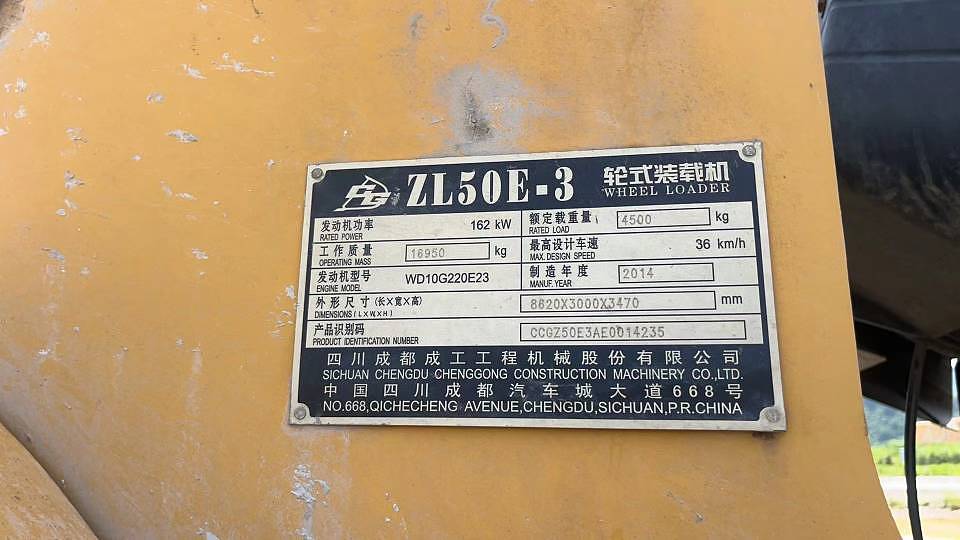 CG ZL50E-3 轮式装载机
WHEEL LOADER
发动机功率 162 kW
RATED POWER
额定载重量 4500 kg
RATED LOAD
工作质量 16950 kg
OPERATING MASS
最高设计车速 36 km/h
MAX. DESIGN SPEED
发动机型号 WD10G220E23
ENGINE MODEL
制造年度 2014
MANUF. YEAR
外形尺寸(长×宽×高) 8620X3000X3470 mm
DIMENSIONS (L×W×H)
产品识别码 CCGZ50E3AE0014235
PRODUCT IDENTIFICATION NUMBER
四川成都成工工程机械股份有限公司
SICHUAN CHENGDU CHENGGONG CONSTRUCTION MACHINERY CO.,LTD.
中国四川成都汽车城大道668号
NO.668,QICHECHENG AVENUE,CHENGDU,SICHUAN,P.R.CHINA